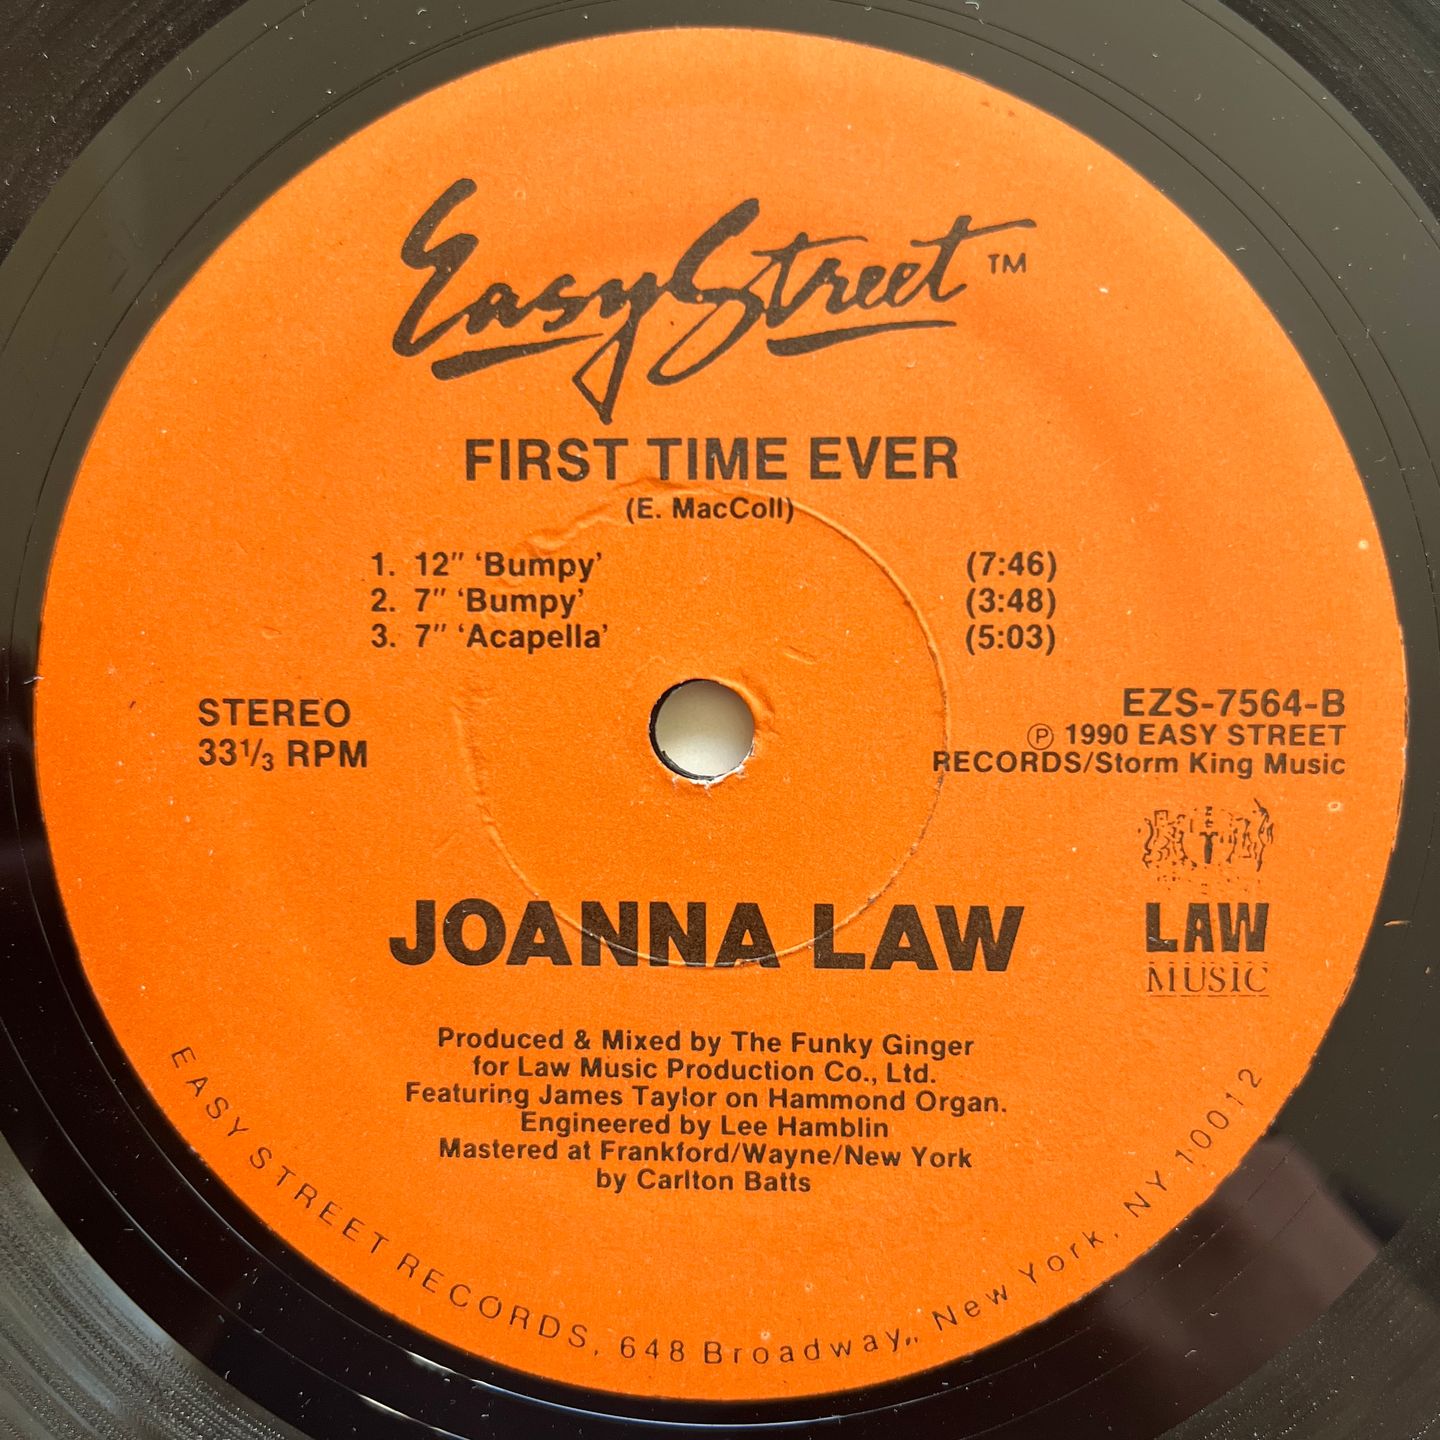 Easy Street ™
FIRST TIME EVER
(E. MacColl)
1. 12" ‘Bumpy’ (7:46)
2. 7" ‘Bumpy’ (3:48)
3. 7" ‘Acapella’ (5:03)
STEREO
33⅓ RPM
EZS-7564-B
℗ 1990 EASY STREET
RECORDS/Storm King Music
LAW
MUSIC
JOANNA LAW
Produced & Mixed by The Funky Ginger
for Law Music Production Co., Ltd.
Featuring James Taylor on Hammond Organ.
Engineered by Lee Hamblin
Mastered at Frankford/Wayne/New York
by Carlton Batts
EASY STREET RECORDS, 648 Broadway,, New York, NY 10012